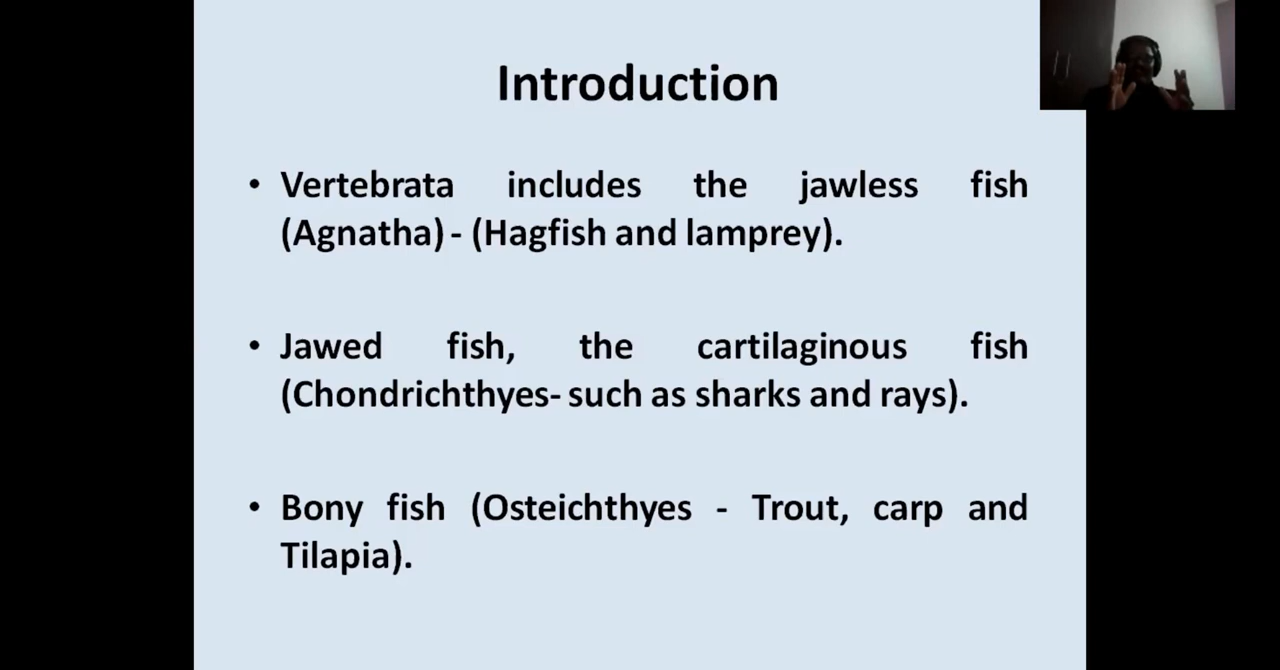 Introduction
• Vertebrata includes the jawless fish
(Agnatha) - (Hagfish and lamprey).
• Jawed fish, the cartilaginous fish
(Chondrichthyes- such as sharks and rays).
• Bony fish (Osteichthyes - Trout, carp and
Tilapia).